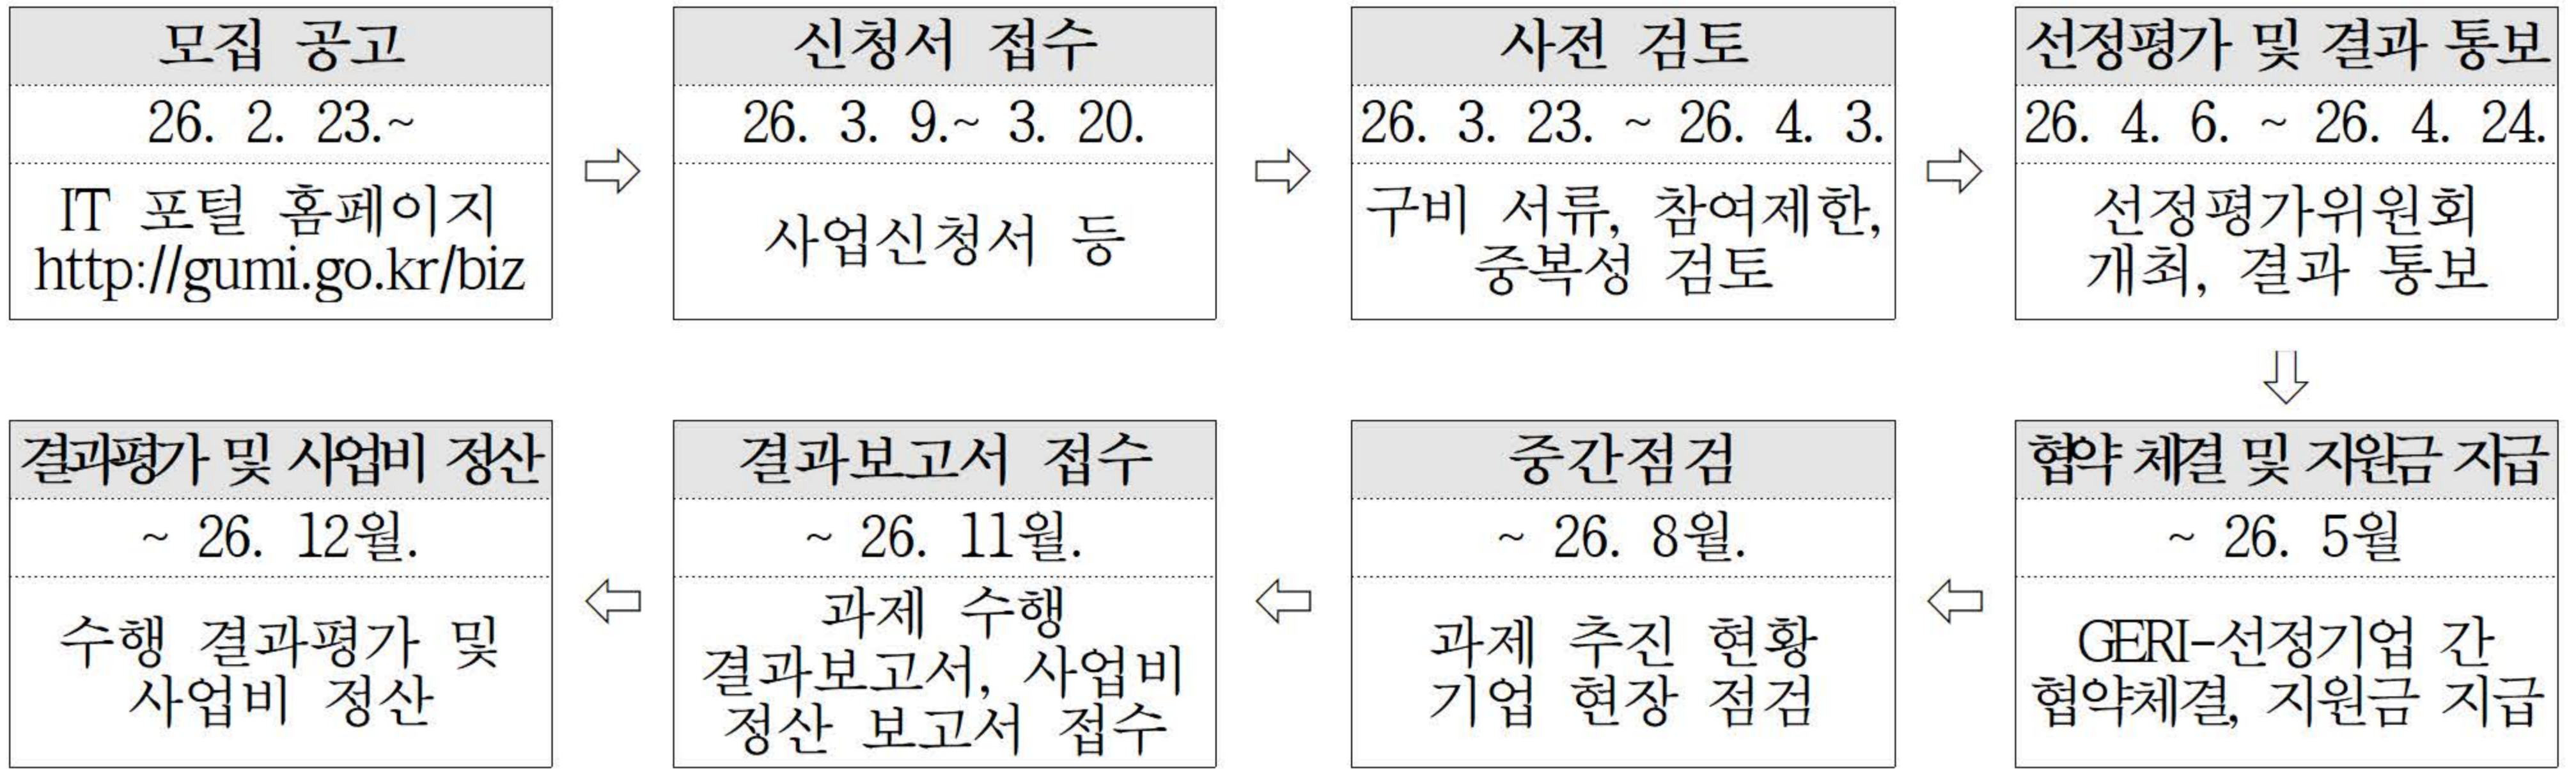 모집 공고
26. 2. 23.~
IT 포털 홈페이지
http://gumi.go.kr/biz
신청서 접수
26. 3. 9.~ 3. 20.
사업신청서 등
사전 검토
26. 3. 23. ~ 26. 4. 3.
구비 서류, 참여제한,
중복성 검토
선정평가 및 결과 통보
26. 4. 6. ~ 26. 4. 24.
선정평가위원회
개최, 결과 통보
협약 체결 및 지원금 지급
~ 26. 5월
GERI-선정기업 간
협약체결, 지원금 지급
중간점검
~ 26. 8월.
과제 추진 현황
기업 현장 점검
결과보고서 접수
~ 26. 11월.
과제 수행
결과보고서, 사업비
정산 보고서 접수
결과평가 및 사업비 정산
~ 26. 12월.
수행 결과평가 및
사업비 정산